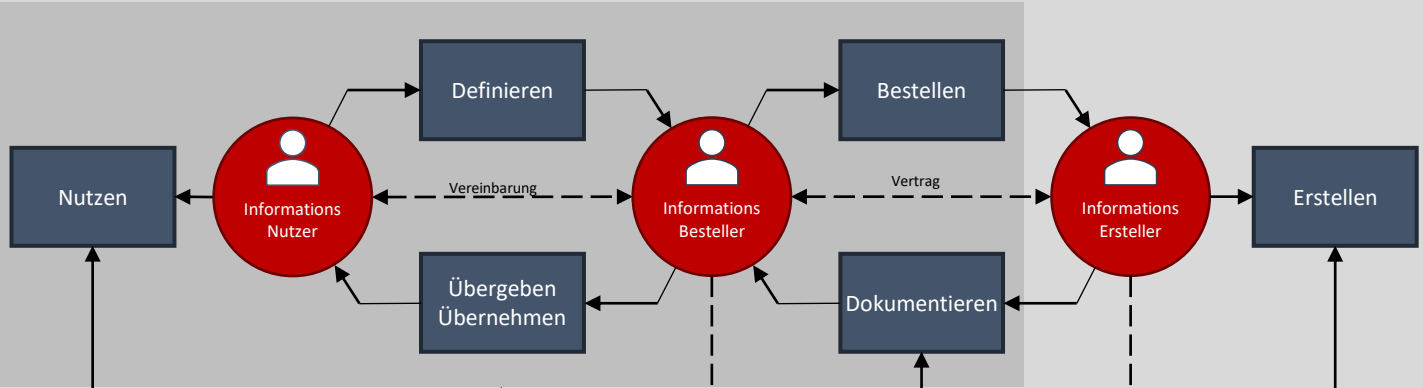 Definieren
Bestellen
Nutzen
Informations
Nutzer
Vereinbarung
Informations
Besteller
Vertrag
Informations
Ersteller
Erstellen
Übergeben
Übernehmen
Dokumentieren